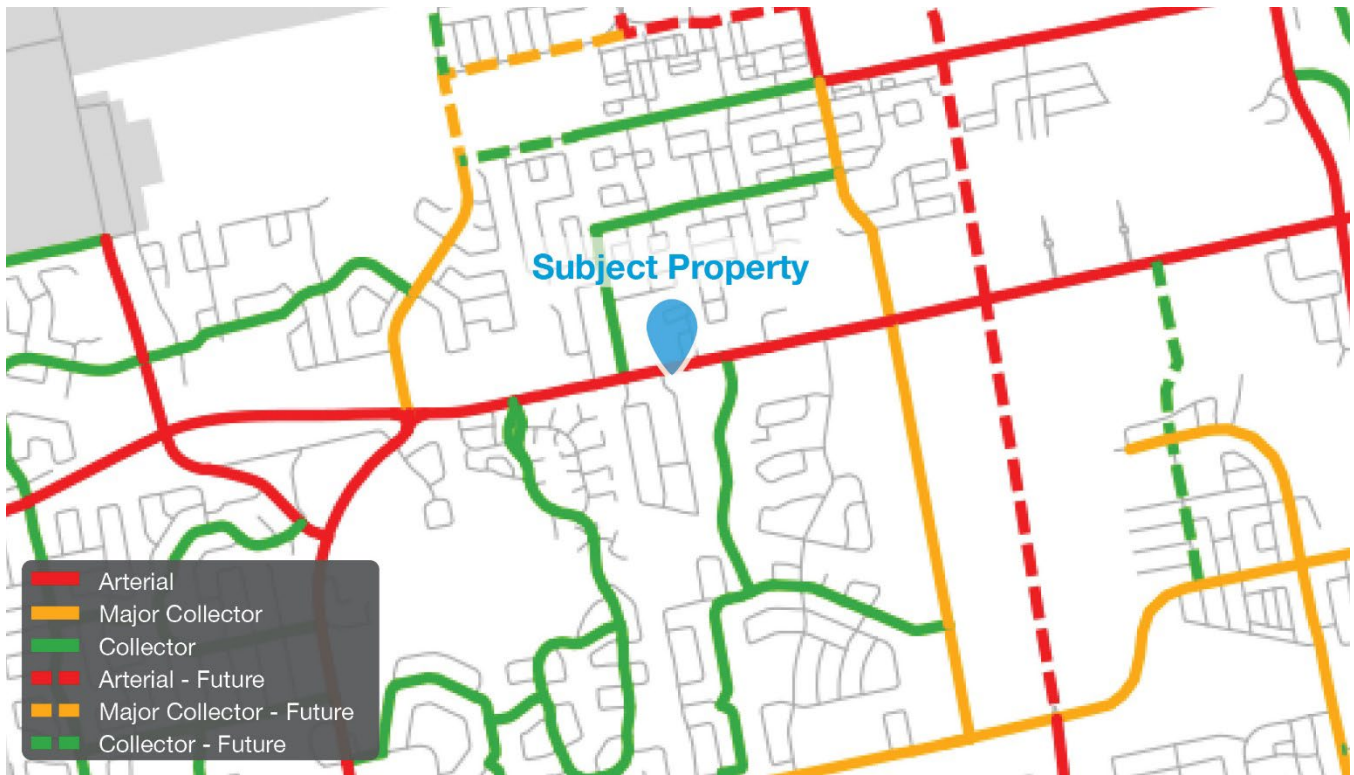 Subject Property
Arterial
Major Collector
Collector
Arterial - Future
Major Collector - Future
Collector - Future